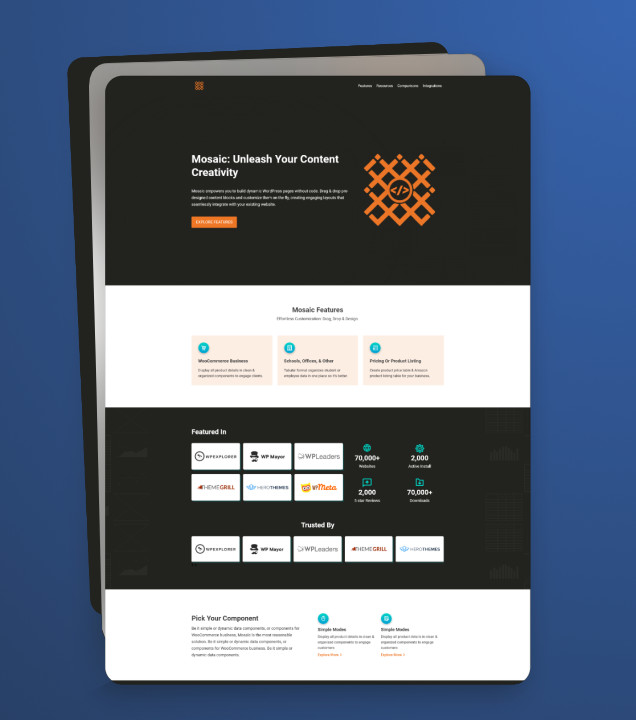 Features Resources Comparisons Integrations
Mosaic: Unleash Your Content
Creativity
Mosaic empowers you to build dynamic WordPress pages without code. Drag & drop pre-
designed content blocks and customize them on the fly, creating engaging layouts that
seamlessly integrate with your existing website.
EXPLORE FEATURES
</>
Mosaic Features
Effortless Customization: Drag, Drop & Design
WooCommerce Business
Display all product details in clean &
organized components to engage clients.
Schools, Offices, & Other
Tabular format organizes student or
employee data in one place so it's better.
Pricing Or Product Listing
Create product price table & Amazon
product listing table for your business.
Featured In
WPEXPLORER WP Mayor WPLeaders
70,000+
Websites
2,000
Active Install
THEMEGRILL HEROTHEMES WPMeta
2,000
5-star Reviews
70,000+
Downloads
Trusted By
WPEXPLORER WP Mayor WPLeaders THEMEGRILL HEROTHEMES
Pick Your Component
Be it simple or dynamic data components, or components for
WooCommerce business, Mosaic is the most reasonable
solution. Be it simple or dynamic data components, or
components for WooCommerce business. Be it simple or
dynamic data components.
Simple Modes
Display all product details in clean &
organized components to engage
customers
Explore More >
Simple Modes
Display all product data in clean &
organized components to engage
customers
Explore More >